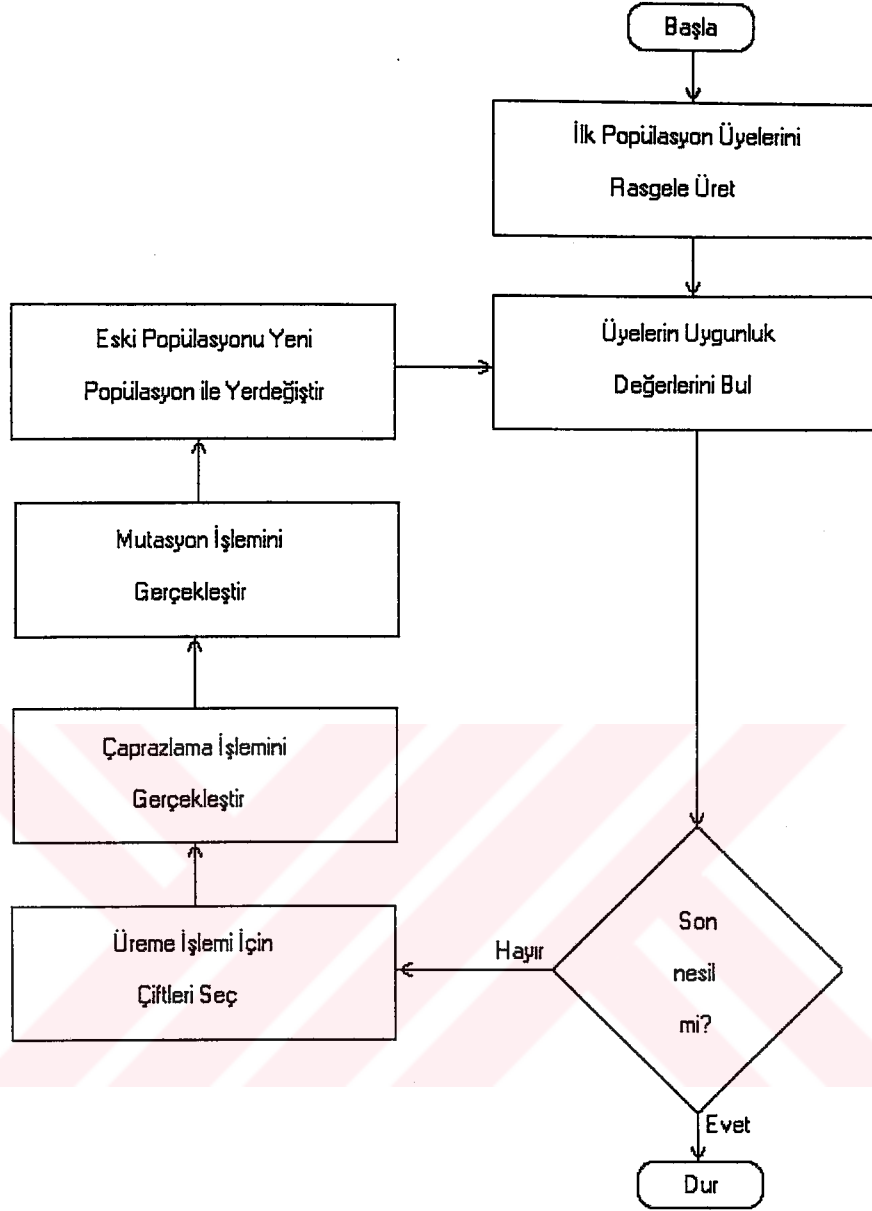 Başla
İlk Popülasyon Üyelerini
Rasgele Üret
Üyelerin Uygunluk
Değerlerini Bul
Eski Popülasyonu Yeni
Popülasyon ile Yerdeğiştir
Mutasyon İşlemini
Gerçekleştir
Çaprazlama İşlemini
Gerçekleştir
Üreme İşlemi İçin
Çiftleri Seç
Hayır
Son
nesil
mi?
Evet
Dur